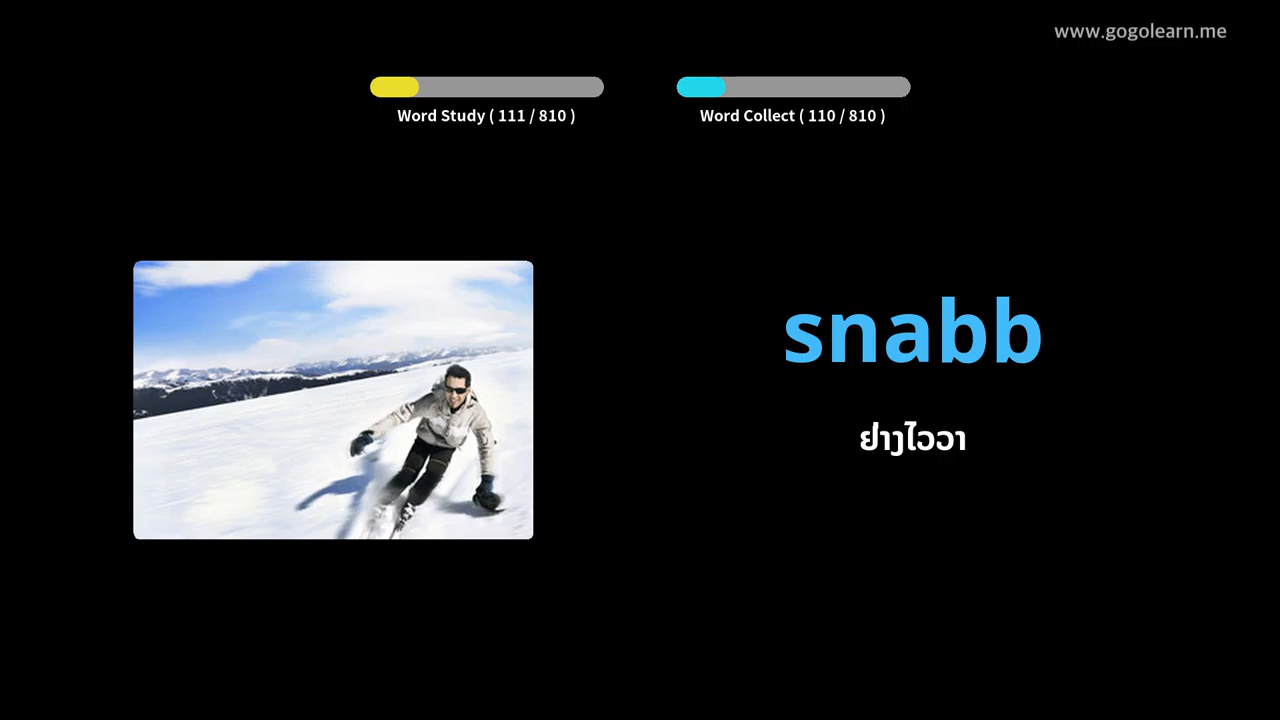 www.gogolearn.me
Word Study ( 111 / 810 )
Word Collect ( 110 / 810 )
snabb
ຢ່າງໄວວາ